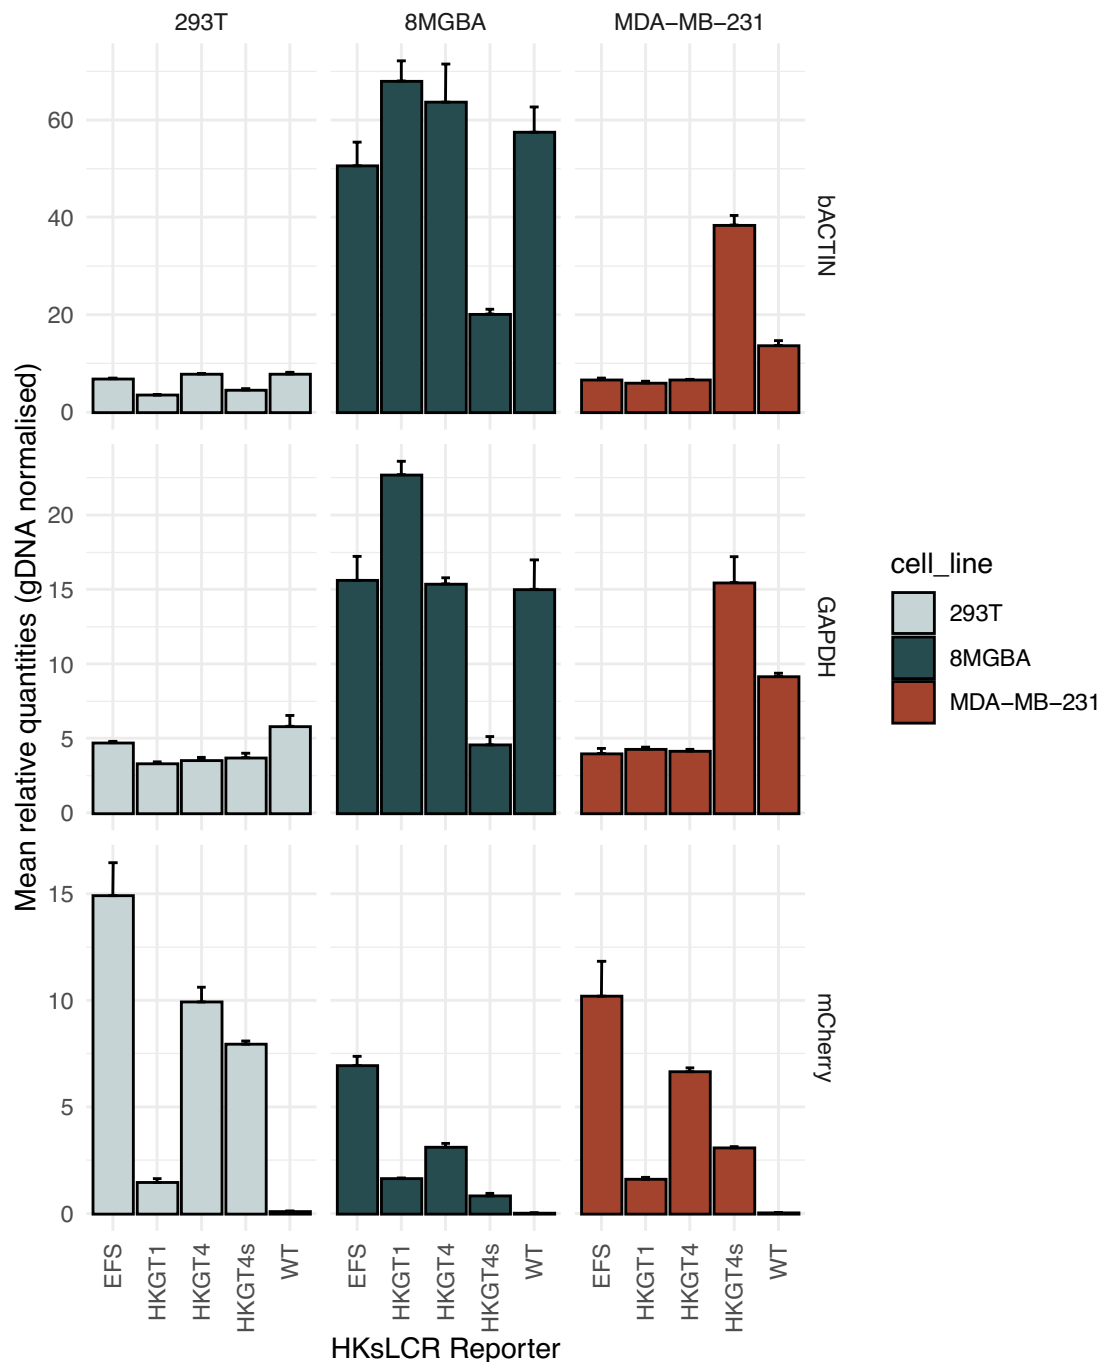 293T 8MGBA MDA−MB−231
60
40
20
0
bACTIN
20
15
10
5
0
GAPDH
15
10
5
0
mCherry
Mean relative quantities (gDNA normalised)
EFS HKGT1 HKGT4 HKGT4s WT EFS HKGT1 HKGT4 HKGT4s WT EFS HKGT1 HKGT4 HKGT4s WT
HKsLCR Reporter
cell_line
293T
8MGBA
MDA−MB−231